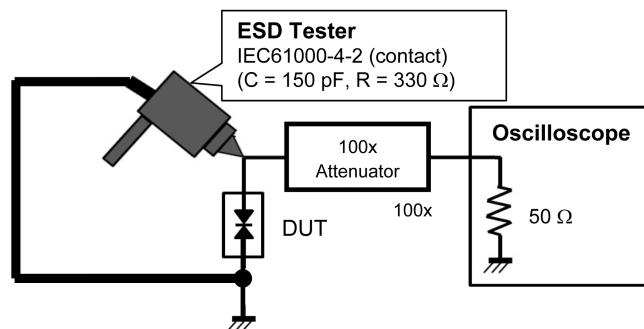 ESD Tester
IEC61000-4-2 (contact)
(C = 150 pF, R = 330 Ω)
Oscilloscope
100x
Attenuator
100x
50 Ω
DUT